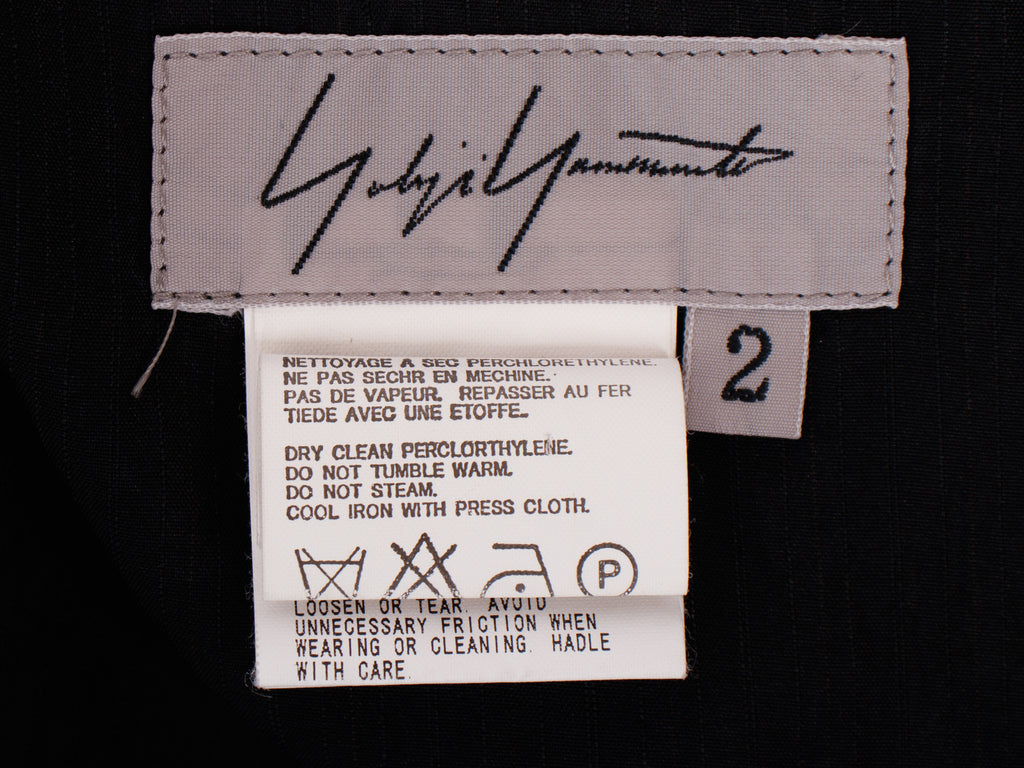 Yohji Yamamoto
2
NETTOYAGE A SEC PERCHLORETHYLENE.
NE PAS SECHR EN MECHINE.
PAS DE VAPEUR. REPASSER AU FER
TIEDE AVEC UNE ETOFFE.
DRY CLEAN PERCLORTHYLENE.
DO NOT TUMBLE WARM.
DO NOT STEAM.
COOL IRON WITH PRESS CLOTH.
P
LOOSEN OR TEAR. AVOID
UNNECESSARY FRICTION WHEN
WEARING OR CLEANING. HADLE
WITH CARE.